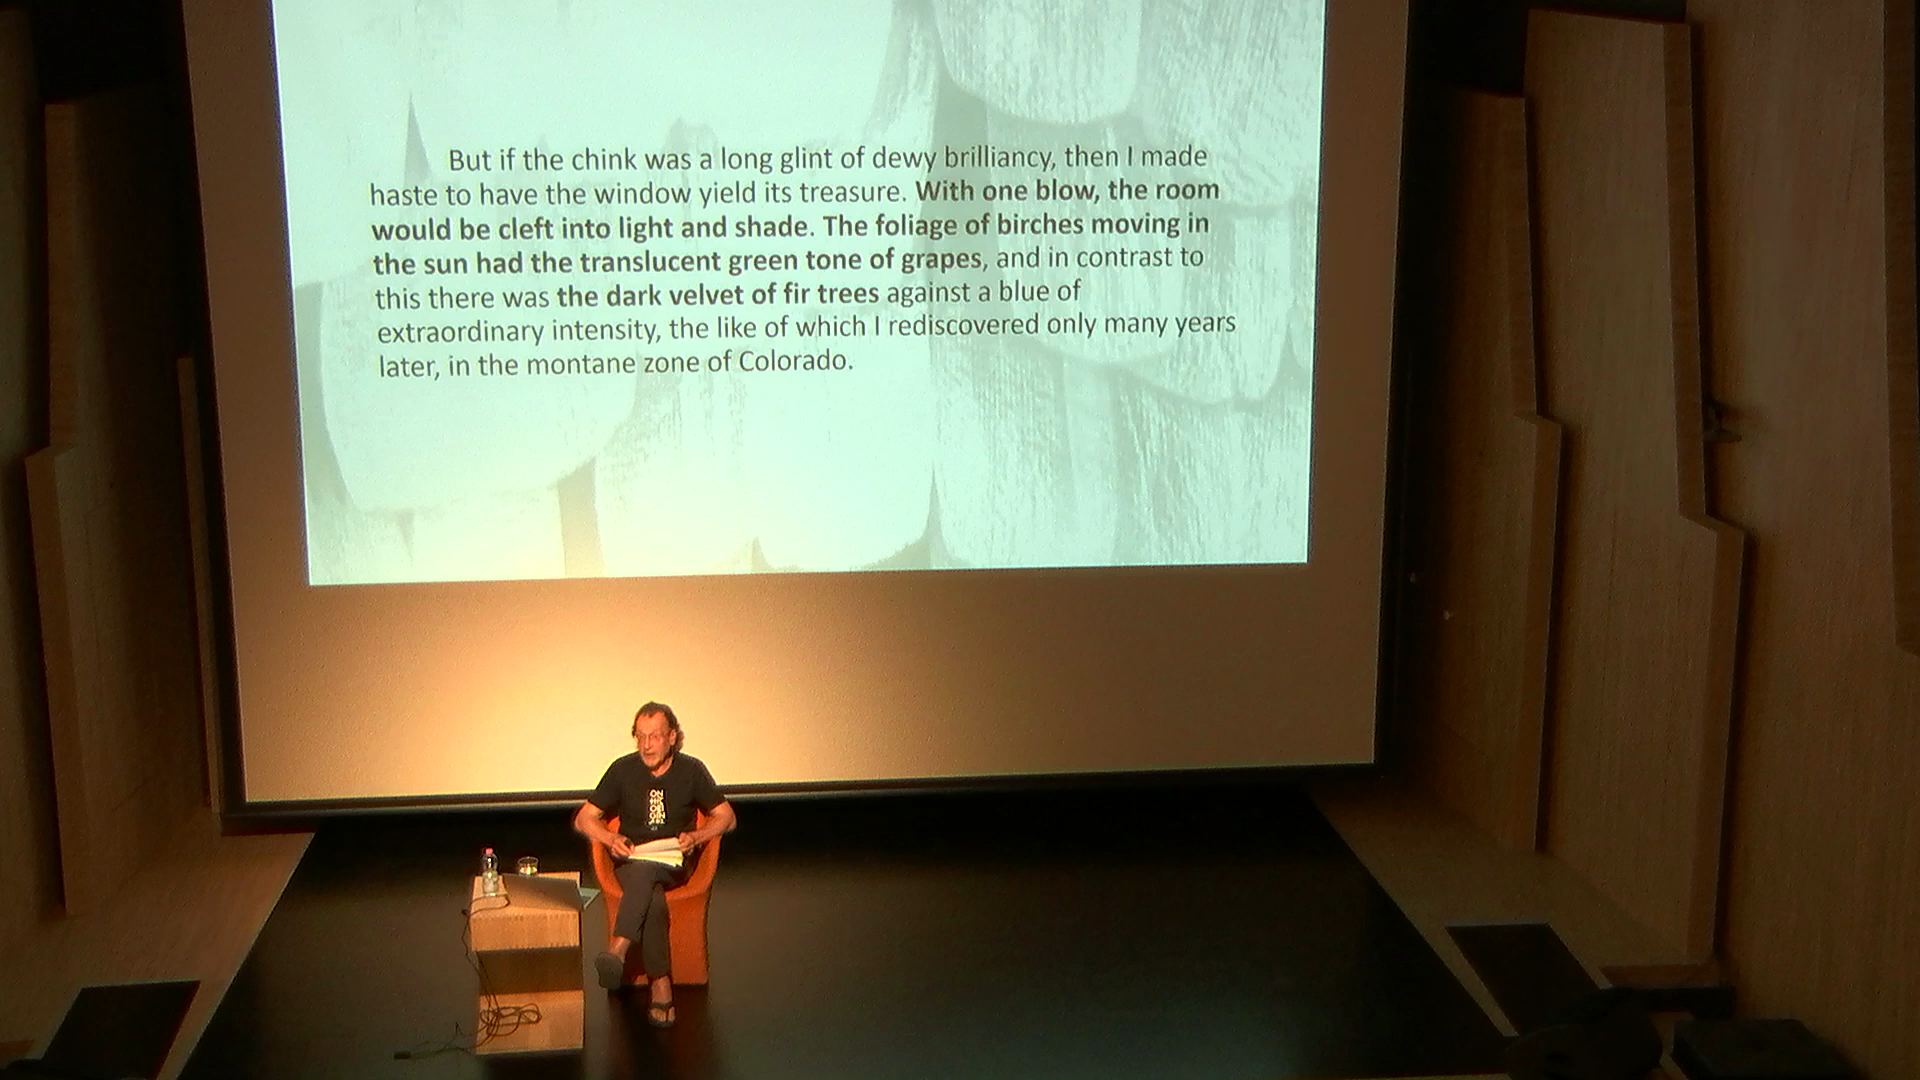 But if the chink was a long glint of dewy brilliancy, then I made
haste to have the window yield its treasure. With one blow, the room
would be cleft into light and shade. The foliage of birches moving in
the sun had the translucent green tone of grapes, and in contrast to
this there was the dark velvet of fir trees against a blue of
extraordinary intensity, the like of which I rediscovered only many years
later, in the montane zone of Colorado.
ON
GIN